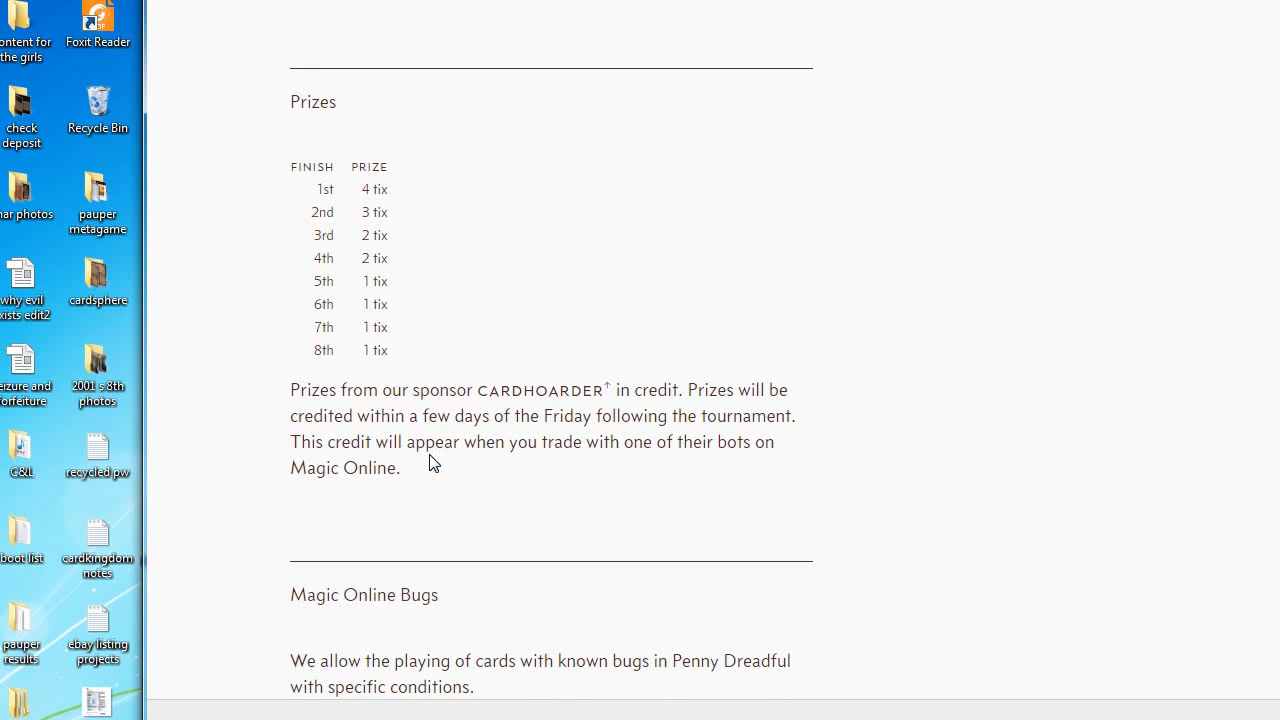 ontent for
the girls
Foxit Reader
check
deposit
Recycle Bin
nar photos
pauper
metagame
why evil
xists edit2
cardsphere
eizure and
orfeiture
2001 s 8th
photos
C&L
recycled pw
boot list
cardkingdom
notes
pauper
results
ebay listing
projects
Prizes
FINISH PRIZE
1st 4 tix
2nd 3 tix
3rd 2 tix
4th 2 tix
5th 1 tix
6th 1 tix
7th 1 tix
8th 1 tix
Prizes from our sponsor CARDHOARDER↑ in credit. Prizes will be
credited within a few days of the Friday following the tournament.
This credit will appear when you trade with one of their bots on
Magic Online.
Magic Online Bugs
We allow the playing of cards with known bugs in Penny Dreadful
with specific conditions.